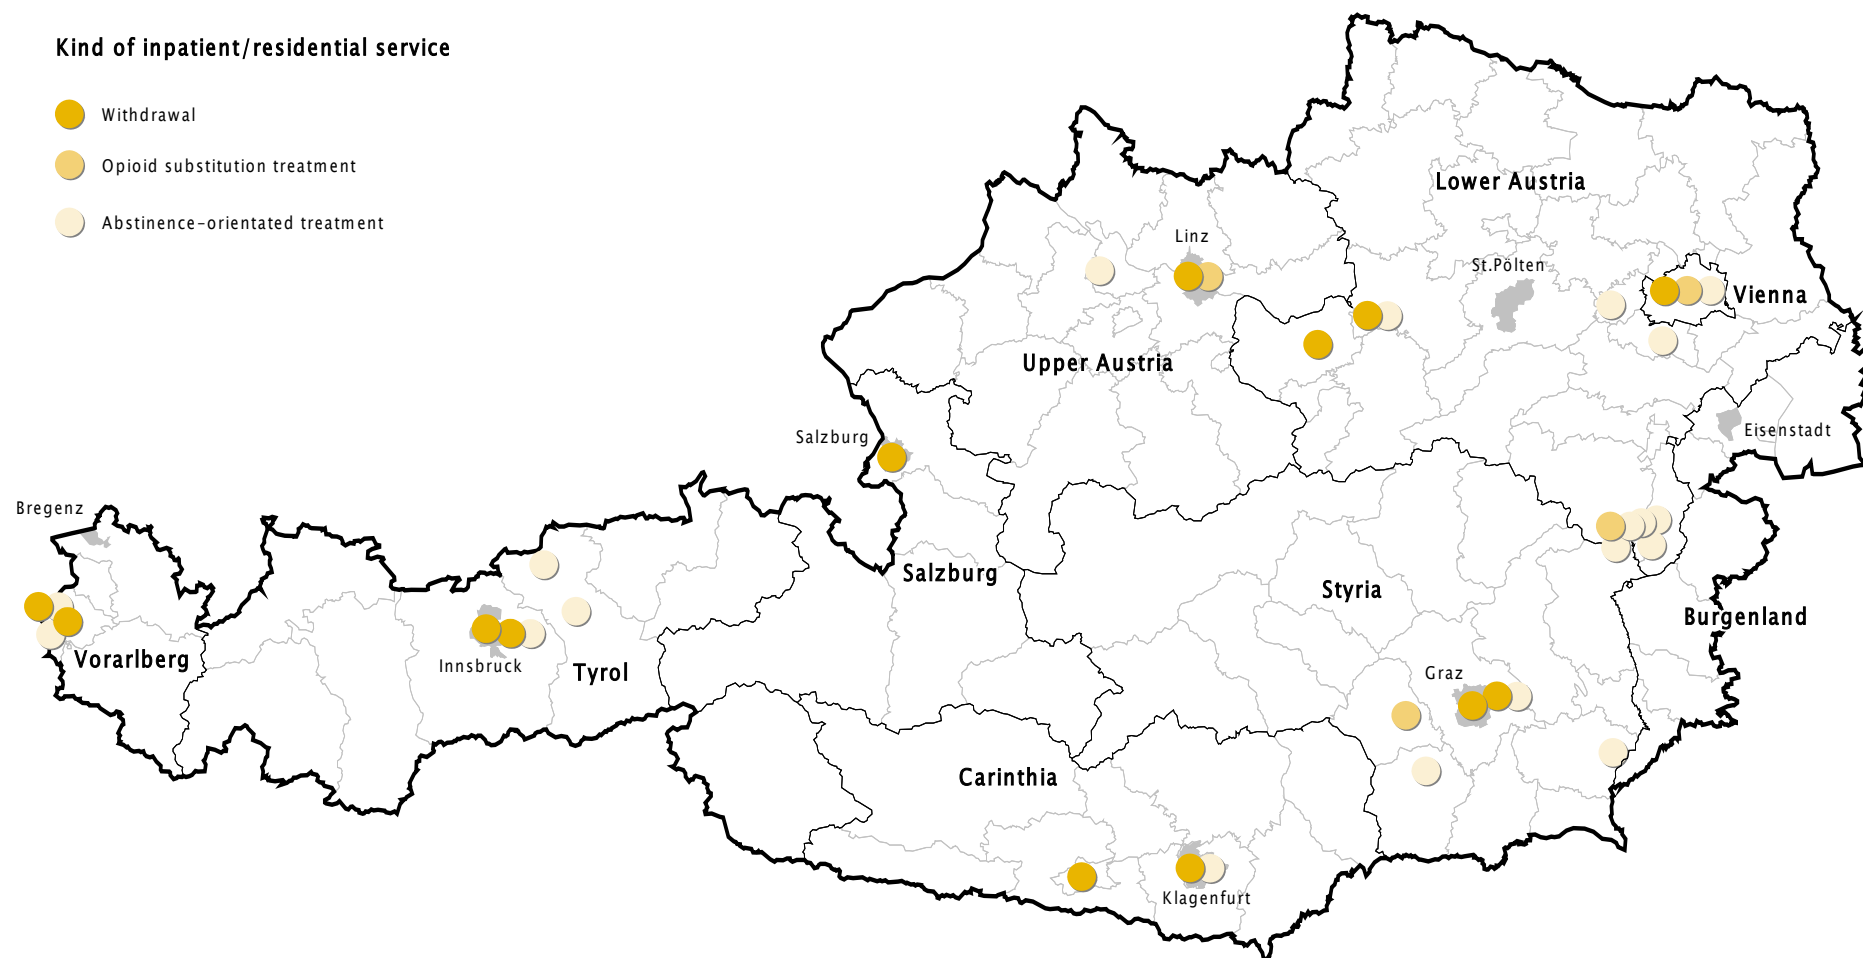 Kind of inpatient/residential service
Withdrawal
Opioid substitution treatment
Abstinence-orientated treatment
Lower Austria
Linz
St.Pölten
Vienna
Upper Austria
Salzburg
Eisenstadt
Bregenz
Salzburg
Styria
Burgenland
Vorarlberg
Innsbruck
Tyrol
Graz
Carinthia
Klagenfurt